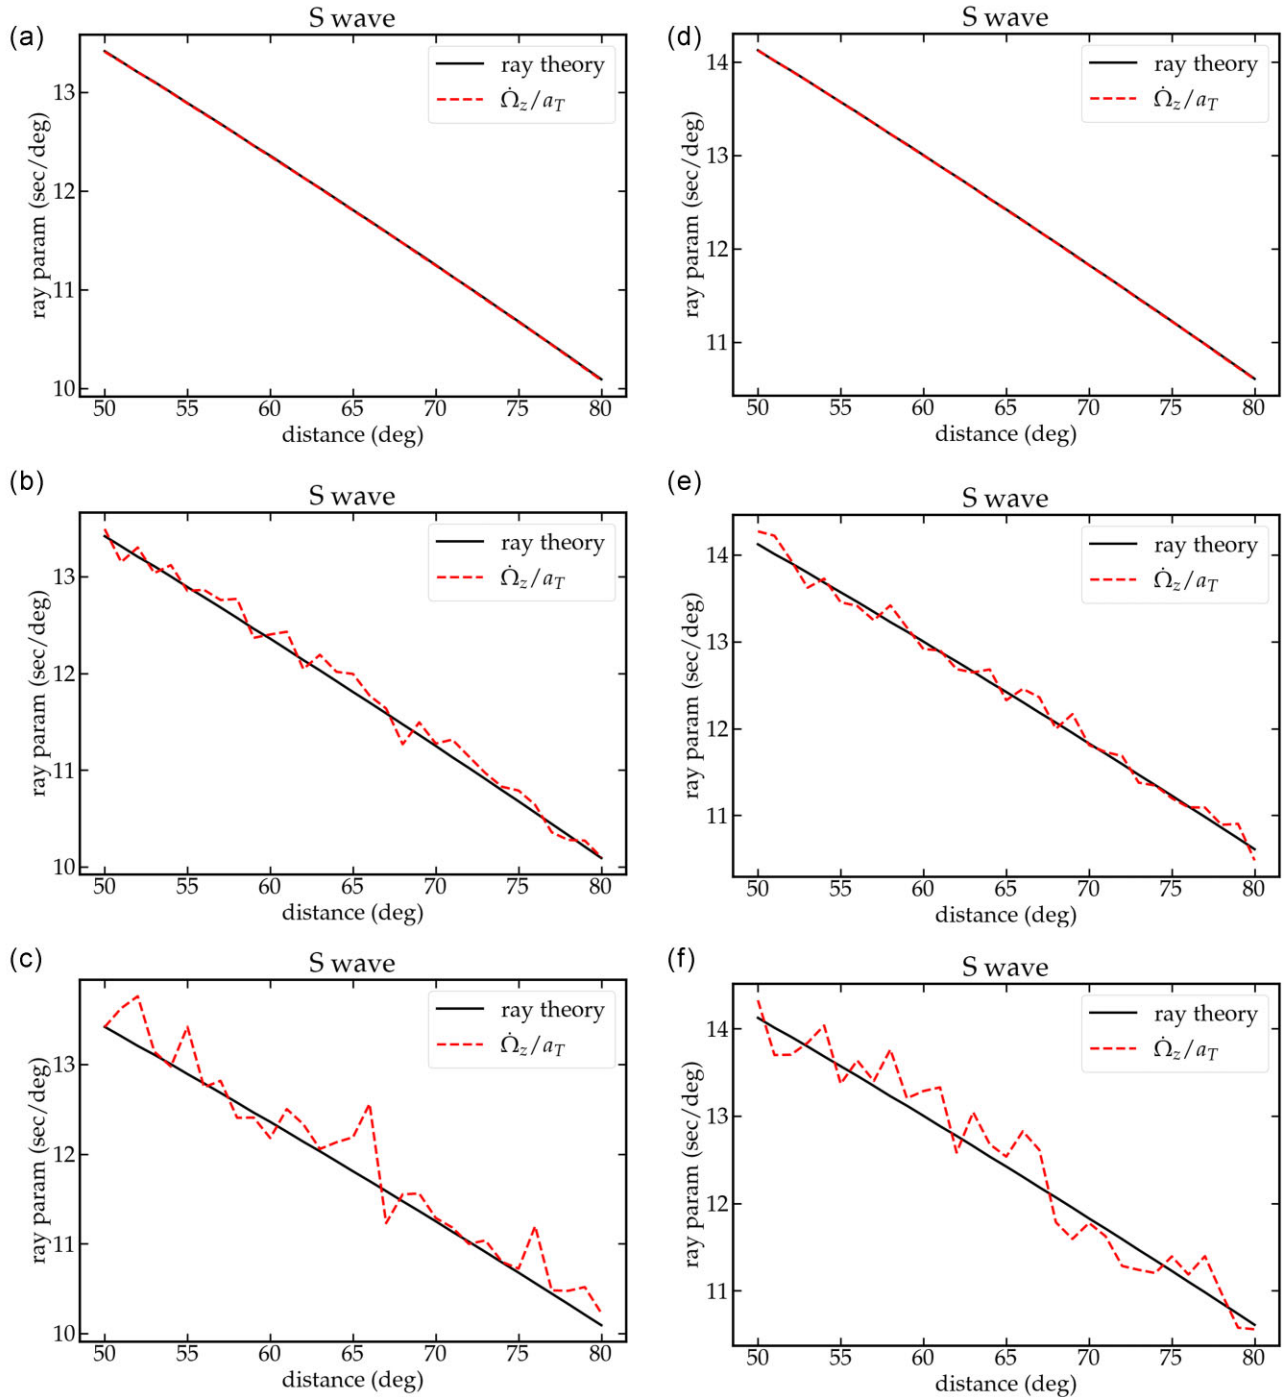 (a)
S wave
ray theory
Ω̇z/aT
ray param (sec/deg)
13
12
11
10
50 55 60 65 70 75 80
distance (deg)
(d)
S wave
ray theory
Ω̇z/aT
ray param (sec/deg)
14
13
12
11
50 55 60 65 70 75 80
distance (deg)
(b)
S wave
ray theory
Ω̇z/aT
ray param (sec/deg)
13
12
11
10
50 55 60 65 70 75 80
distance (deg)
(e)
S wave
ray theory
Ω̇z/aT
ray param (sec/deg)
14
13
12
11
50 55 60 65 70 75 80
distance (deg)
(c)
S wave
ray theory
Ω̇z/aT
ray param (sec/deg)
13
12
11
10
50 55 60 65 70 75 80
distance (deg)
(f)
S wave
ray theory
Ω̇z/aT
ray param (sec/deg)
14
13
12
11
50 55 60 65 70 75 80
distance (deg)